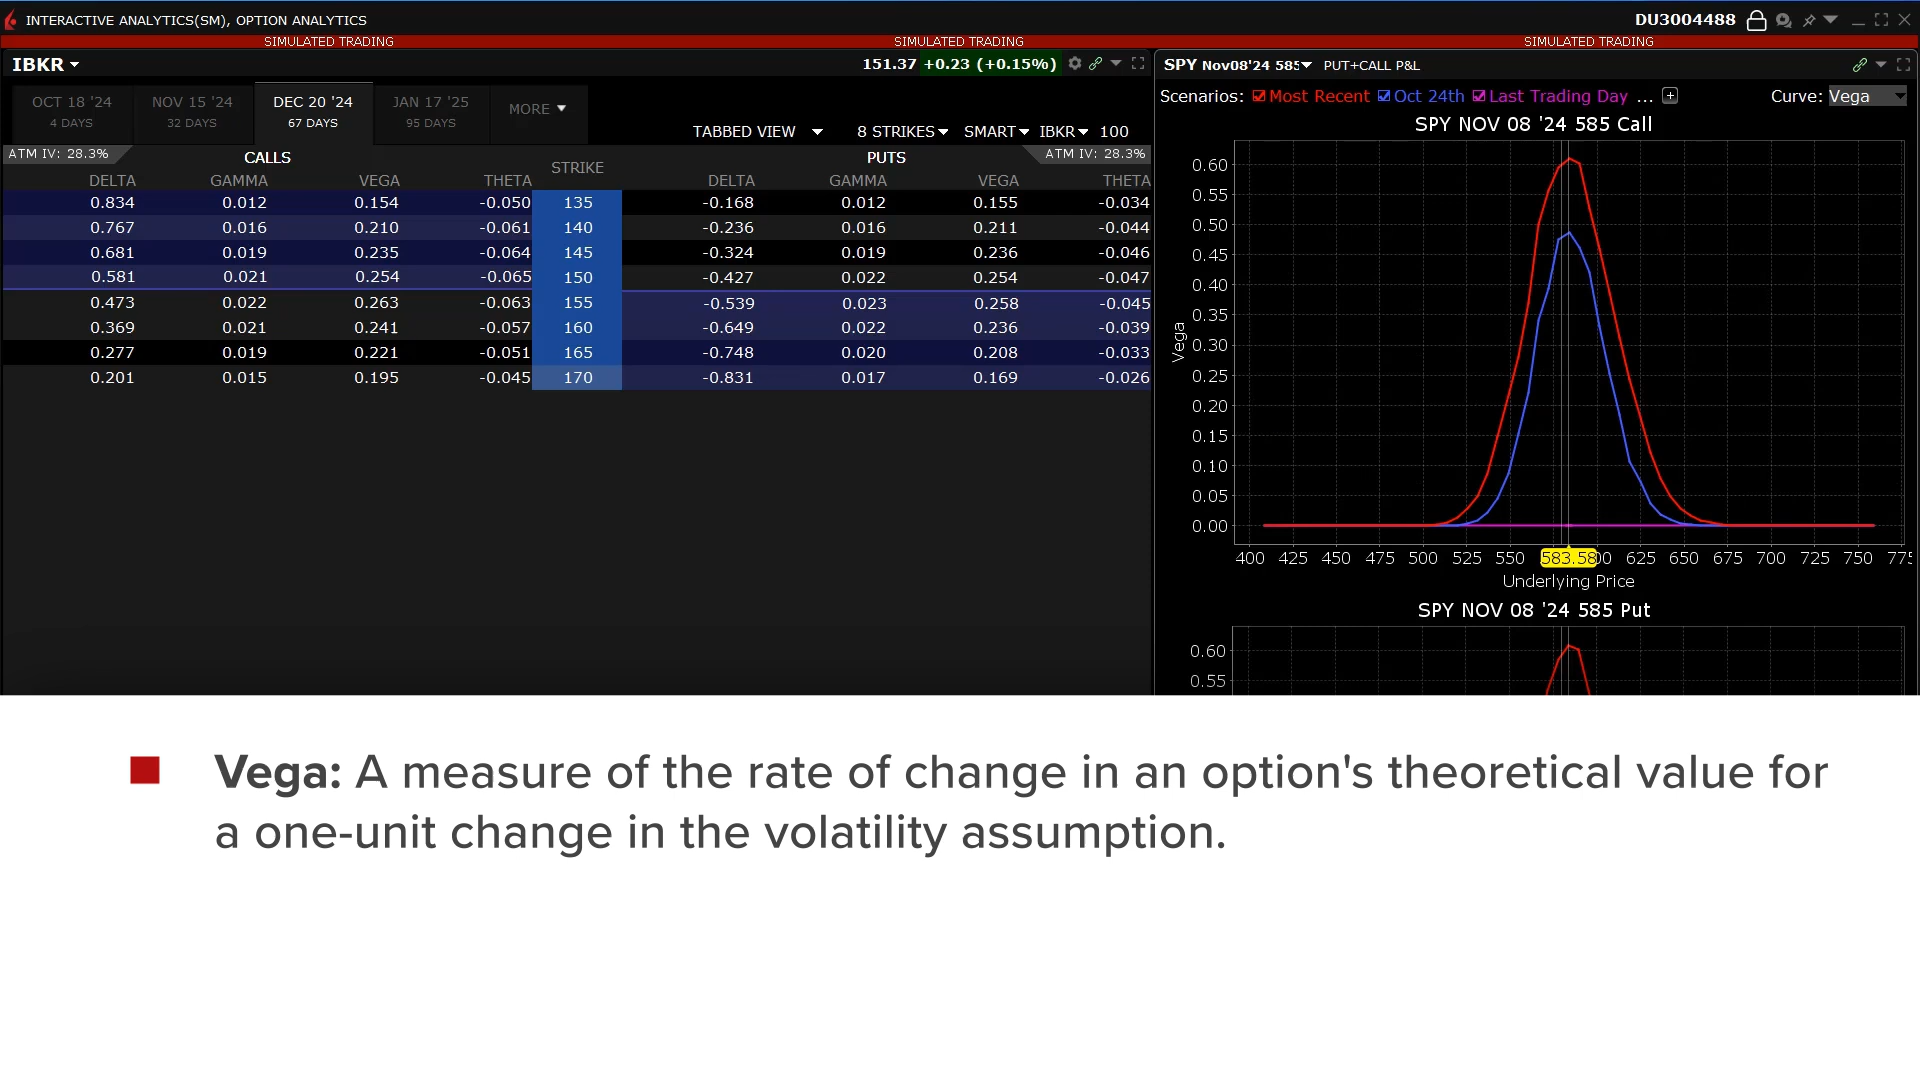 INTERACTIVE ANALYTICS(SM), OPTION ANALYTICS
DU3004488
SIMULATED TRADING SIMULATED TRADING SIMULATED TRADING
IBKR
151.37 +0.23 (+0.15%)
OCT 18 '24 NOV 15 '24 DEC 20 '24 JAN 17 '25 MORE
4 DAYS 32 DAYS 67 DAYS 95 DAYS
TABBED VIEW 8 STRIKES SMART IBKR 100
ATM IV: 28.3% CALLS STRIKE PUTS ATM IV: 28.3%
DELTA GAMMA VEGA THETA DELTA GAMMA VEGA THETA
0.834 0.012 0.154 -0.050 135 -0.168 0.012 0.155 -0.034
0.767 0.016 0.210 -0.061 140 -0.236 0.016 0.211 -0.044
0.681 0.019 0.235 -0.064 145 -0.324 0.019 0.236 -0.046
0.581 0.021 0.254 -0.065 150 -0.427 0.022 0.254 -0.047
0.473 0.022 0.263 -0.063 155 -0.539 0.023 0.258 -0.045
0.369 0.021 0.241 -0.057 160 -0.649 0.022 0.236 -0.039
0.277 0.019 0.221 -0.051 165 -0.748 0.020 0.208 -0.033
0.201 0.015 0.195 -0.045 170 -0.831 0.017 0.169 -0.026
SPY Nov08'24 585 PUT+CALL P&L
Scenarios: Most Recent Oct 24th Last Trading Day ... + Curve: Vega
SPY NOV 08 '24 585 Call
0.60
0.55
0.50
0.45
0.40
0.35
0.30
0.25
0.20
0.15
0.10
0.05
0.00
Vega
400 425 450 475 500 525 550 583.58 625 650 675 700 725 750
Underlying Price
SPY NOV 08 '24 585 Put
0.60
0.55
Vega: A measure of the rate of change in an option's theoretical value for
a one-unit change in the volatility assumption.